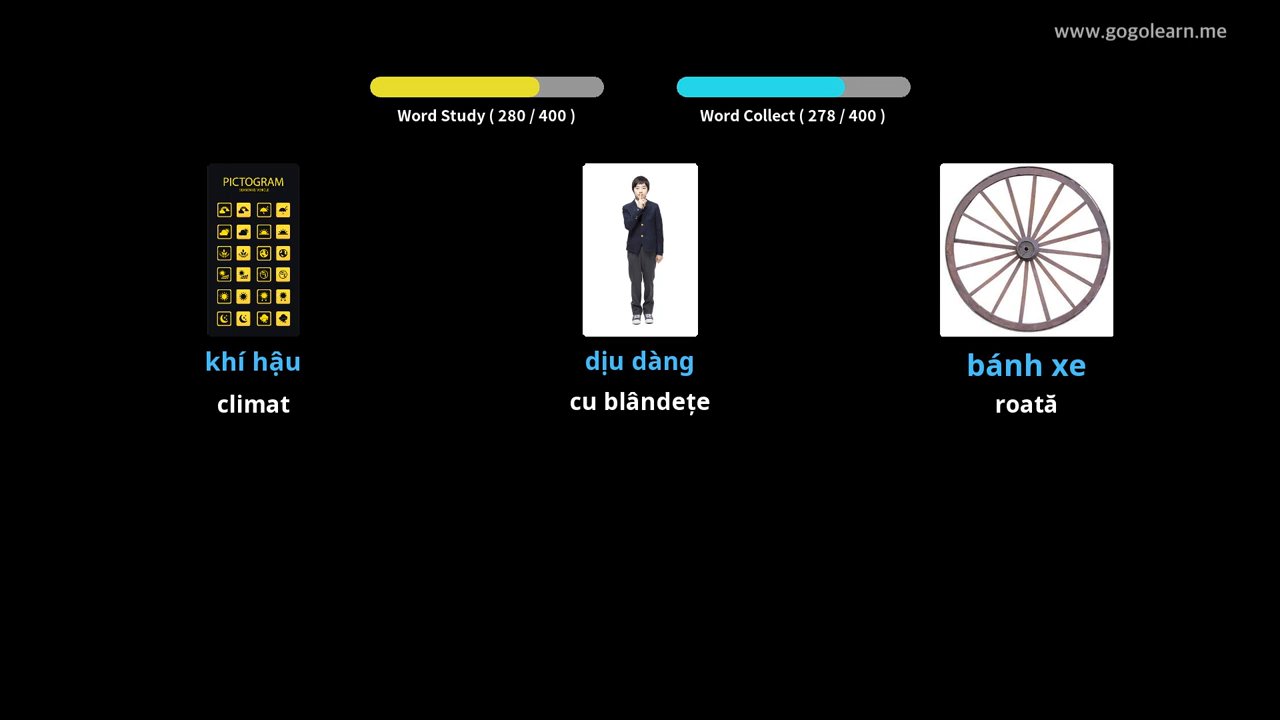 www.gogolearn.me
Word Study ( 280 / 400 )
Word Collect ( 278 / 400 )
PICTOGRAM
khí hậu
dịu dàng
bánh xe
climat
cu blândețe
roată